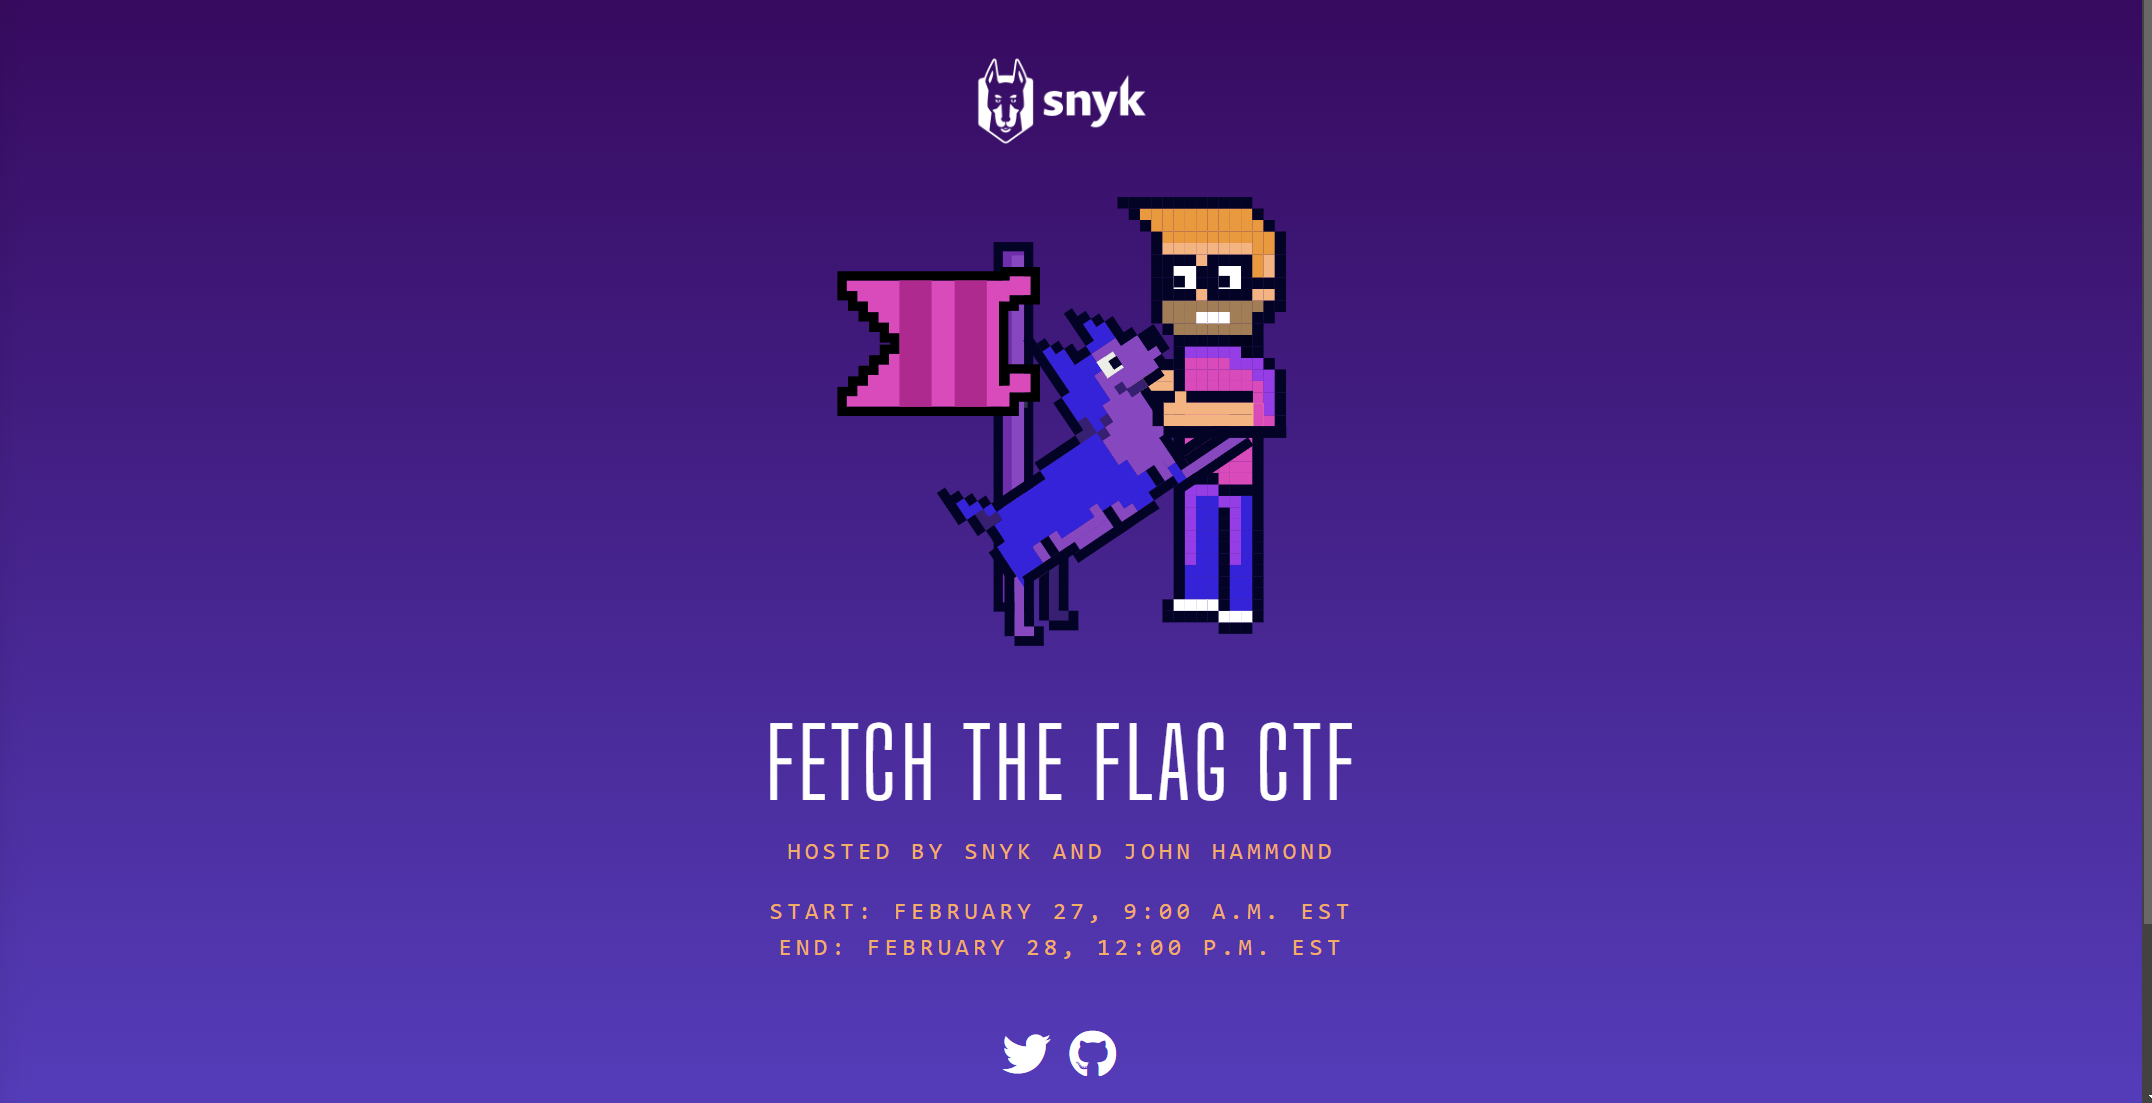 snyk
FETCH THE FLAG CTF
HOSTED BY SNYK AND JOHN HAMMOND
START: FEBRUARY 27, 9:00 A.M. EST
END: FEBRUARY 28, 12:00 P.M. EST